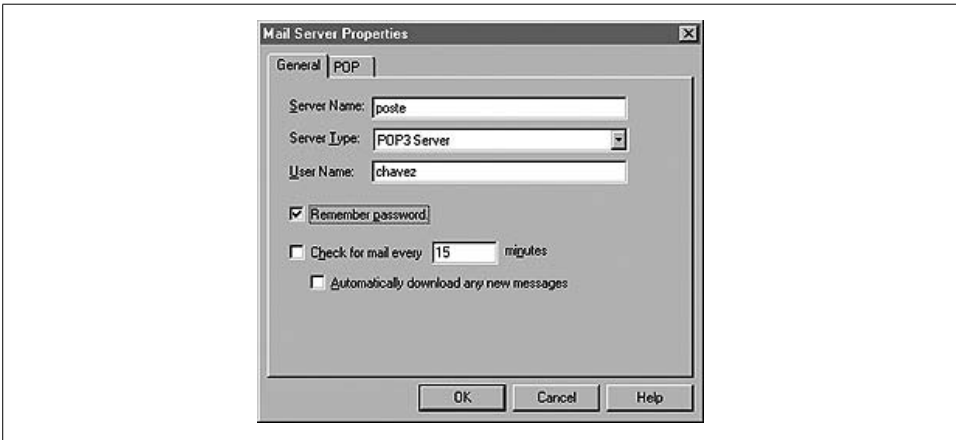 Mail Server Properties
General POP
Server Name: poste
Server Type: POP3 Server
User Name: chavez
Remember password.
Check for mail every 15 minutes
Automatically download any new messages
OK Cancel Help